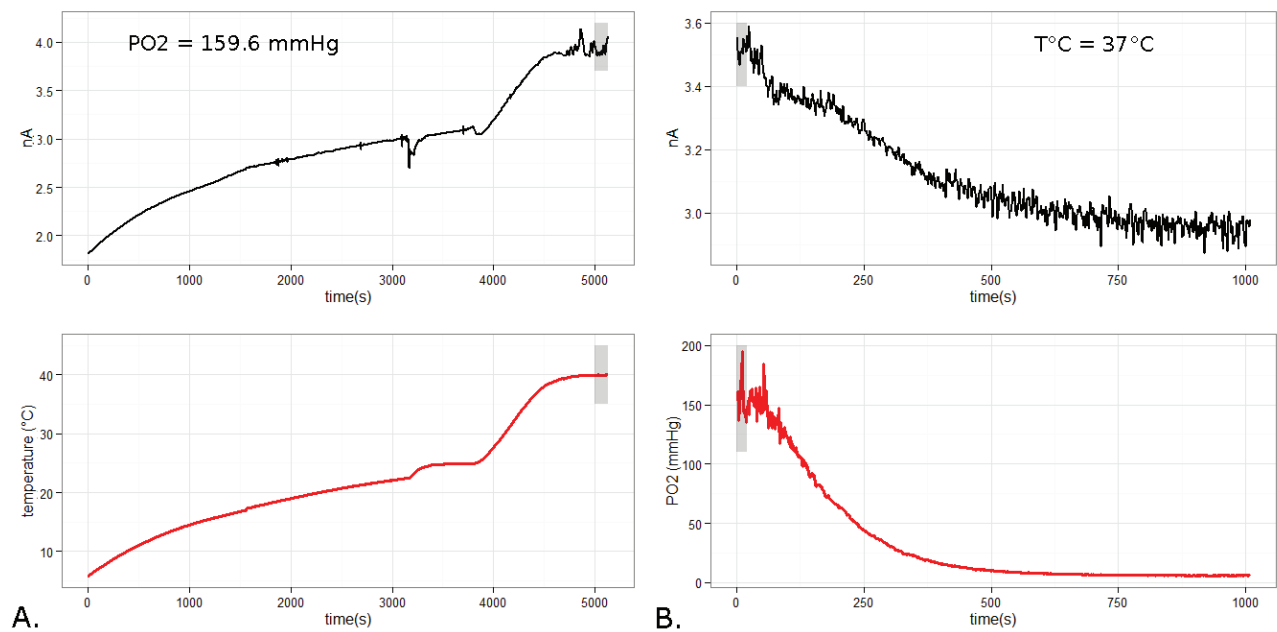 4.0
3.5
3.0
2.5
2.0
nA
PO2 = 159.6 mmHg
0 1000 2000 3000 4000 5000
time(s)
3.6
3.4
3.2
3.0
nA
T°C = 37°C
0 250 500 750 1000
time(s)
40
30
20
10
temperature (°C)
0 1000 2000 3000 4000 5000
time(s)
A.
200
150
100
50
0
PO2 (mmHg)
0 250 500 750 1000
time(s)
B.